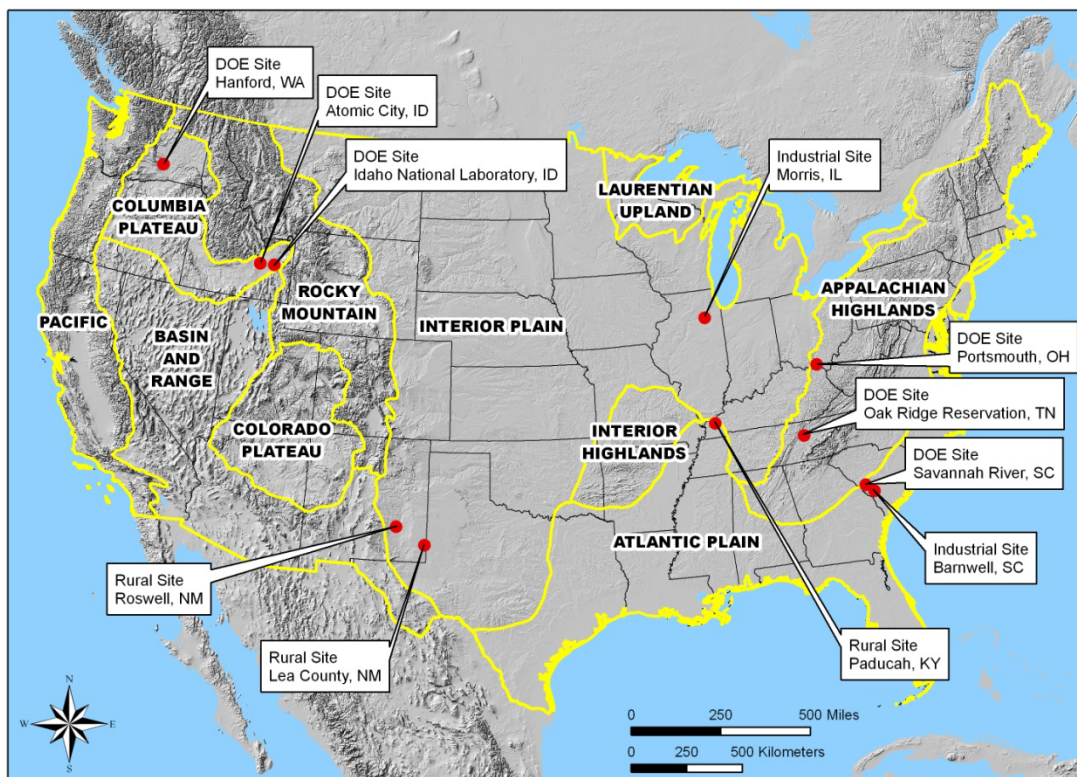 DOE Site
Hanford, WA
DOE Site
Atomic City, ID
DOE Site
Idaho National Laboratory, ID
Industrial Site
Morris, IL
LAURENTIAN
UPLAND
COLUMBIA
PLATEAU
APPALACHIAN
HIGHLANDS
ROCKY
MOUNTAIN
PACIFIC
INTERIOR PLAIN
BASIN
AND
RANGE
DOE Site
Portsmouth, OH
DOE Site
Oak Ridge Reservation, TN
COLORADO
PLATEAU
INTERIOR
HIGHLANDS
DOE Site
Savannah River, SC
ATLANTIC PLAIN
Industrial Site
Barnwell, SC
Rural Site
Roswell, NM
Rural Site
Lea County, NM
Rural Site
Paducah, KY
N
W
E
S
0 250 500 Miles
0 250 500 Kilometers